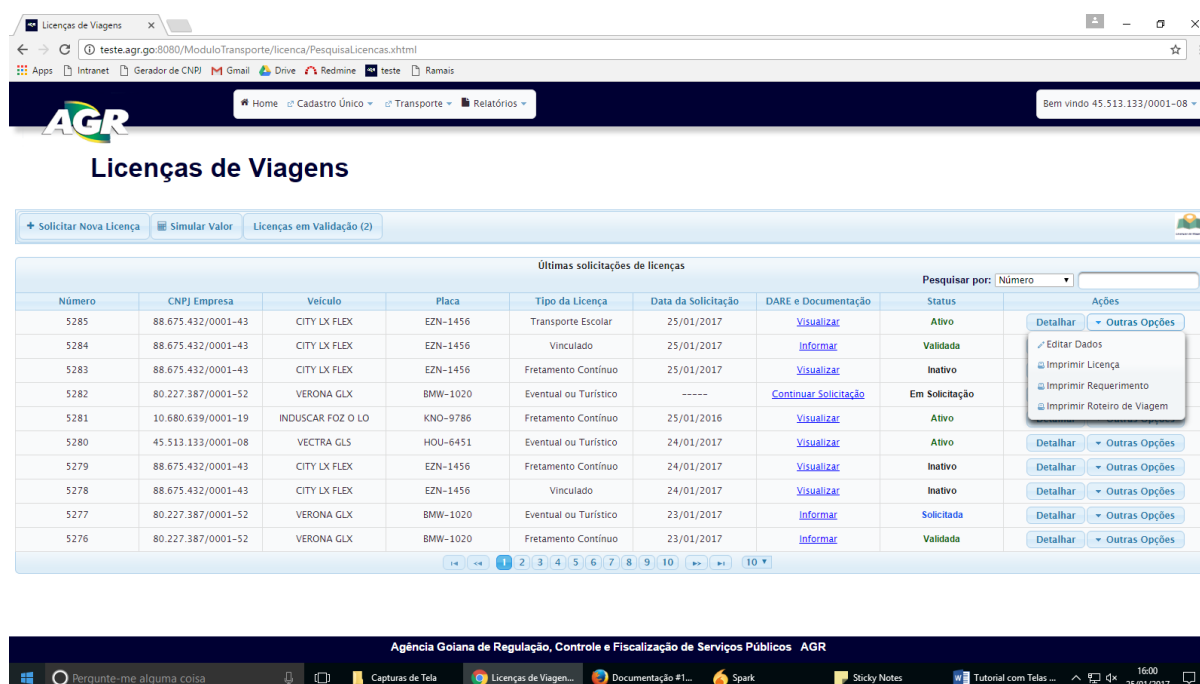 Licenças de Viagens
teste.agr.go:8080/ModuloTransporte/licenca/PesquisaLicencas.xhtml
Apps Intranet Gerador de CNPJ Gmail Drive Redmine teste Ramais
AGR
Home Cadastro Único Transporte Relatórios
Bem vindo 45.513.133/0001-08
Licenças de Viagens
+ Solicitar Nova Licença Simular Valor Licenças em Validação (2)
Últimas solicitações de licenças
Pesquisar por: Número
Número CNPJ Empresa Veículo Placa Tipo da Licença Data da Solicitação DARE e Documentação Status Ações
5285 88.675.432/0001-43 CITY LX FLEX EZN-1456 Transporte Escolar 25/01/2017 Visualizar Ativo Detalhar Outras Opções
5284 88.675.432/0001-43 CITY LX FLEX EZN-1456 Vinculado 25/01/2017 Informar Validada
Editar Dados
5283 88.675.432/0001-43 CITY LX FLEX EZN-1456 Fretamento Contínuo 25/01/2017 Visualizar Inativo
Imprimir Licença
5282 80.227.387/0001-52 VERONA GLX BMW-1020 Eventual ou Turístico ----- Continuar Solicitação Em Solicitação
Imprimir Requerimento
Imprimir Roteiro de Viagem
5281 10.680.639/0001-19 INDUSCAR FOZ O LO KNO-9786 Fretamento Contínuo 25/01/2016 Visualizar Ativo Detalhar Outras Opções
5280 45.513.639/0001-08 VECTRA GLS HOU-6451 Eventual ou Turístico 24/01/2017 Visualizar Ativo Detalhar Outras Opções
5279 88.675.432/0001-43 CITY LX FLEX EZN-1456 Fretamento Contínuo 24/01/2017 Visualizar Inativo Detalhar Outras Opções
5278 88.675.432/0001-43 CITY LX FLEX EZN-1456 Vinculado 24/01/2017 Visualizar Inativo Detalhar Outras Opções
5277 80.227.387/0001-52 VERONA GLX BMW-1020 Eventual ou Turístico 23/01/2017 Informar Solicitada Detalhar Outras Opções
5276 80.227.387/0001-52 VERONA GLX BMW-1020 Fretamento Contínuo 23/01/2017 Informar Validada Detalhar Outras Opções
1 2 3 4 5 6 7 8 9 10 10
Agência Goiana de Regulação, Controle e Fiscalização de Serviços Públicos AGR
Pergunte-me alguma coisa Capturas de Tela Licenças de Viagen... Documentação #1... Spark Sticky Notes Tutorial com Telas ... 16:00
25/01/2017